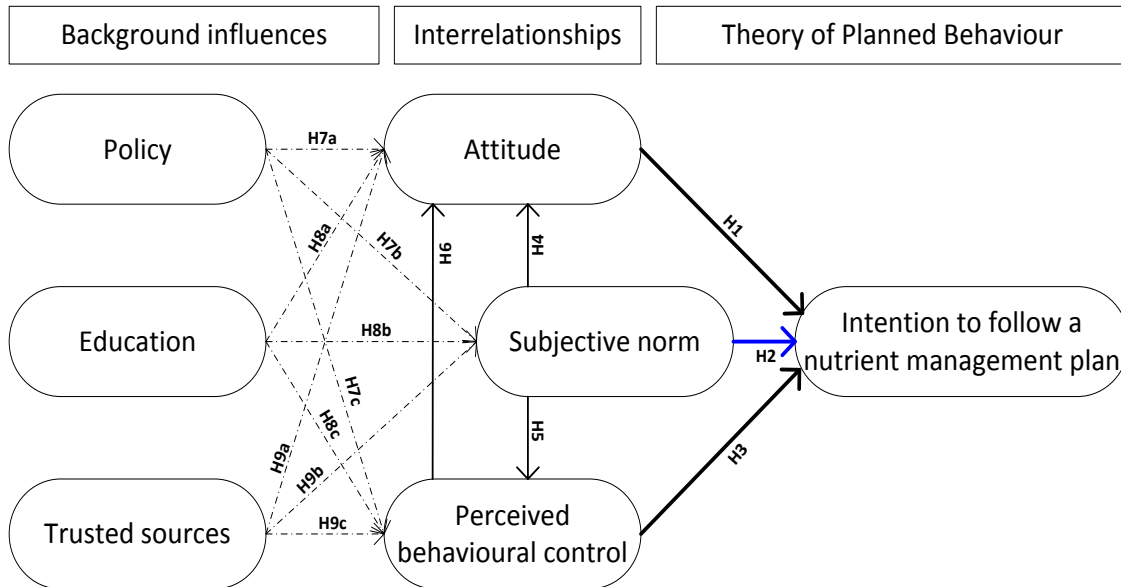 Background influences
Interrelationships
Theory of Planned Behaviour
Policy
H7a
Attitude
H8a
H7b
H6
H4
H1
Education
H8b
Subjective norm
H2
Intention to follow a
nutrient management plan
H7c
H8c
H5
H9a
H9b
H3
Trusted sources
H9c
Perceived
behavioural control